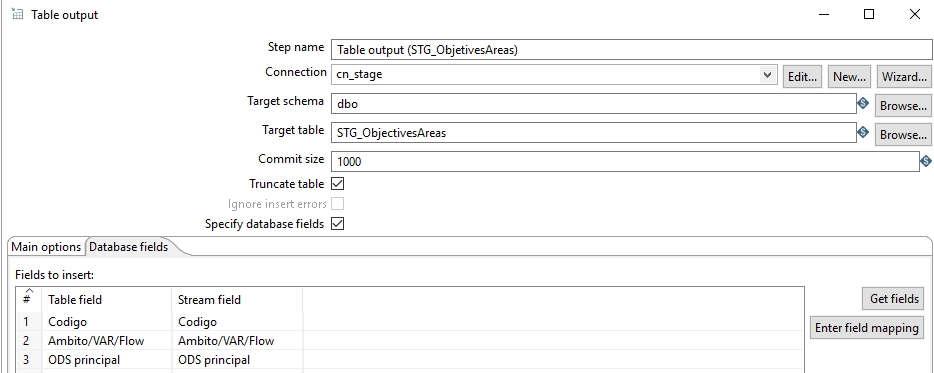 Table output
Step name Table output (STG_ObjetivesAreas)
Connection cn_stage Edit... New... Wizard...
Target schema dbo Browse...
Target table STG_ObjectivesAreas Browse...
Commit size 1000
Truncate table
Ignore insert errors
Specify database fields
Main options Database fields
Fields to insert:
# Table field Stream field Get fields
1 Codigo Codigo Enter field mapping
2 Ambito/VAR/Flow Ambito/VAR/Flow
3 ODS principal ODS principal